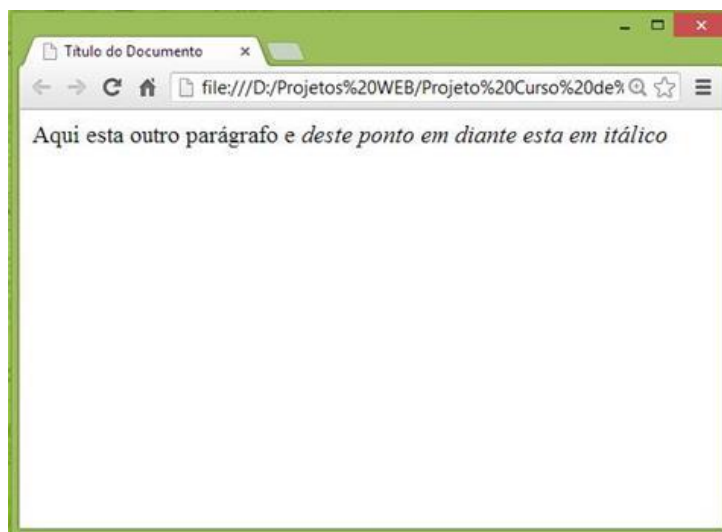 Título do Documento
file:///D:/Projetos%20WEB/Projeto%20Curso%20de%
Aqui esta outro parágrafo e deste ponto em diante esta em itálico